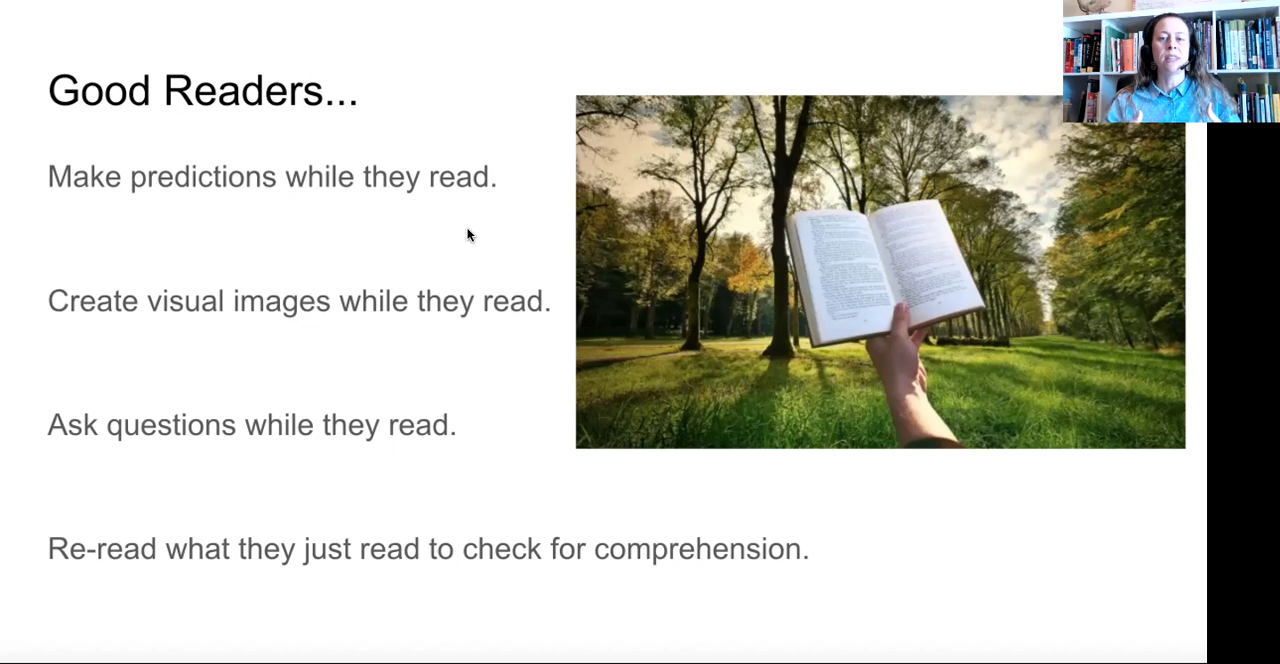 Good Readers...
Make predictions while they read.
Create visual images while they read.
Ask questions while they read.
Re-read what they just read to check for comprehension.